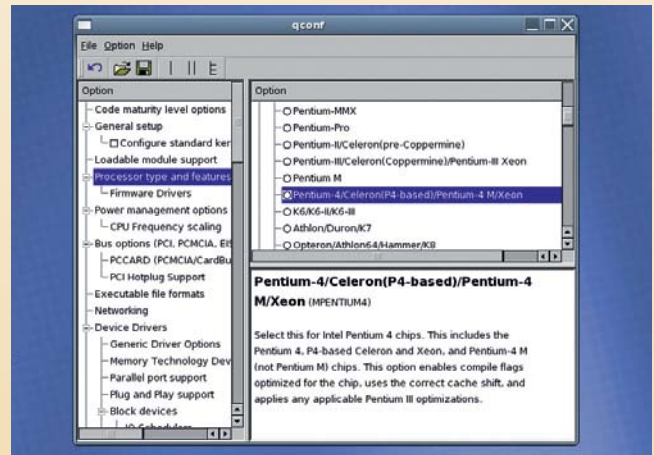 qconf
File Option Help
Option
Code maturity level options
General setup
Configure standard ker
Loadable module support
Processor type and features
Firmware Drivers
Power management options
CPU Frequency scaling
Bus options (PCI, PCMCIA, EIS
PCCARD (PCMCIA/CardBu
PCI Hotplug Support
Executable file formats
Networking
Device Drivers
Generic Driver Options
Memory Technology Dev
Parallel port support
Plug and Play support
Block devices
Option
Pentium-MMX
Pentium-Pro
Pentium-II/Celeron(pre-Coppermine)
Pentium-III/Celeron(Coppermine)/Pentium-III Xeon
Pentium M
Pentium-4/Celeron(P4-based)/Pentium-4 M/Xeon
K6/K6-II/K6-III
Athlon/Duron/K7
Opteron/Athlon64/Hammer/K8
Pentium-4/Celeron(P4-based)/Pentium-4
M/Xeon (MPENTIUM4)
Select this for Intel Pentium 4 chips. This includes the
Pentium 4, P4-based Celeron and Xeon, and Pentium-4 M
(not Pentium M) chips. This option enables compile flags
optimized for the chip, uses the correct cache shift, and
applies any applicable Pentium III optimizations.